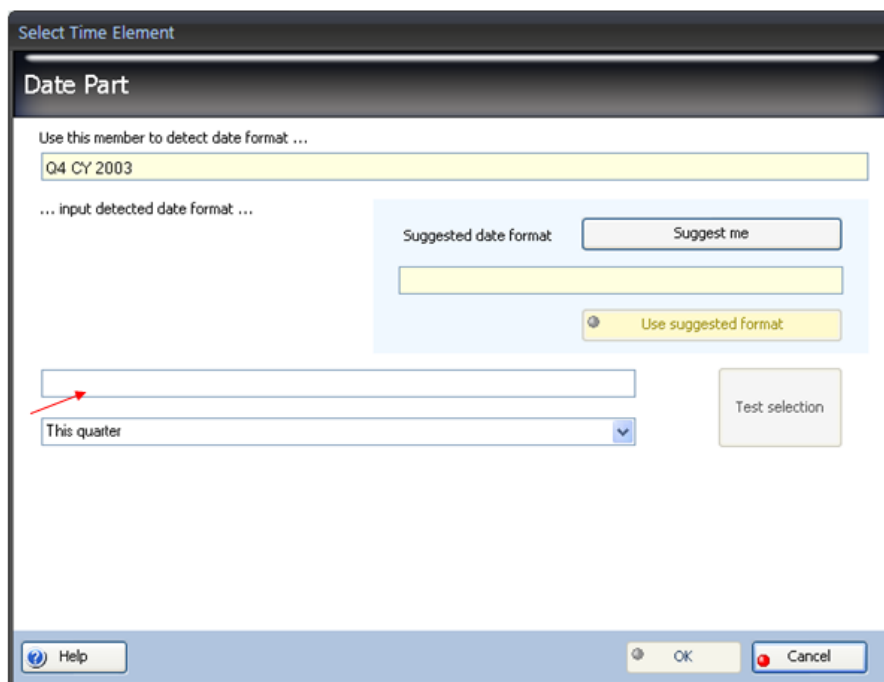 Select Time Element
Date Part
Use this member to detect date format ...
Q4 CY 2003
... input detected date format ...
Suggested date format
Suggest me
Use suggested format
Test selection
This quarter
Help
OK
Cancel